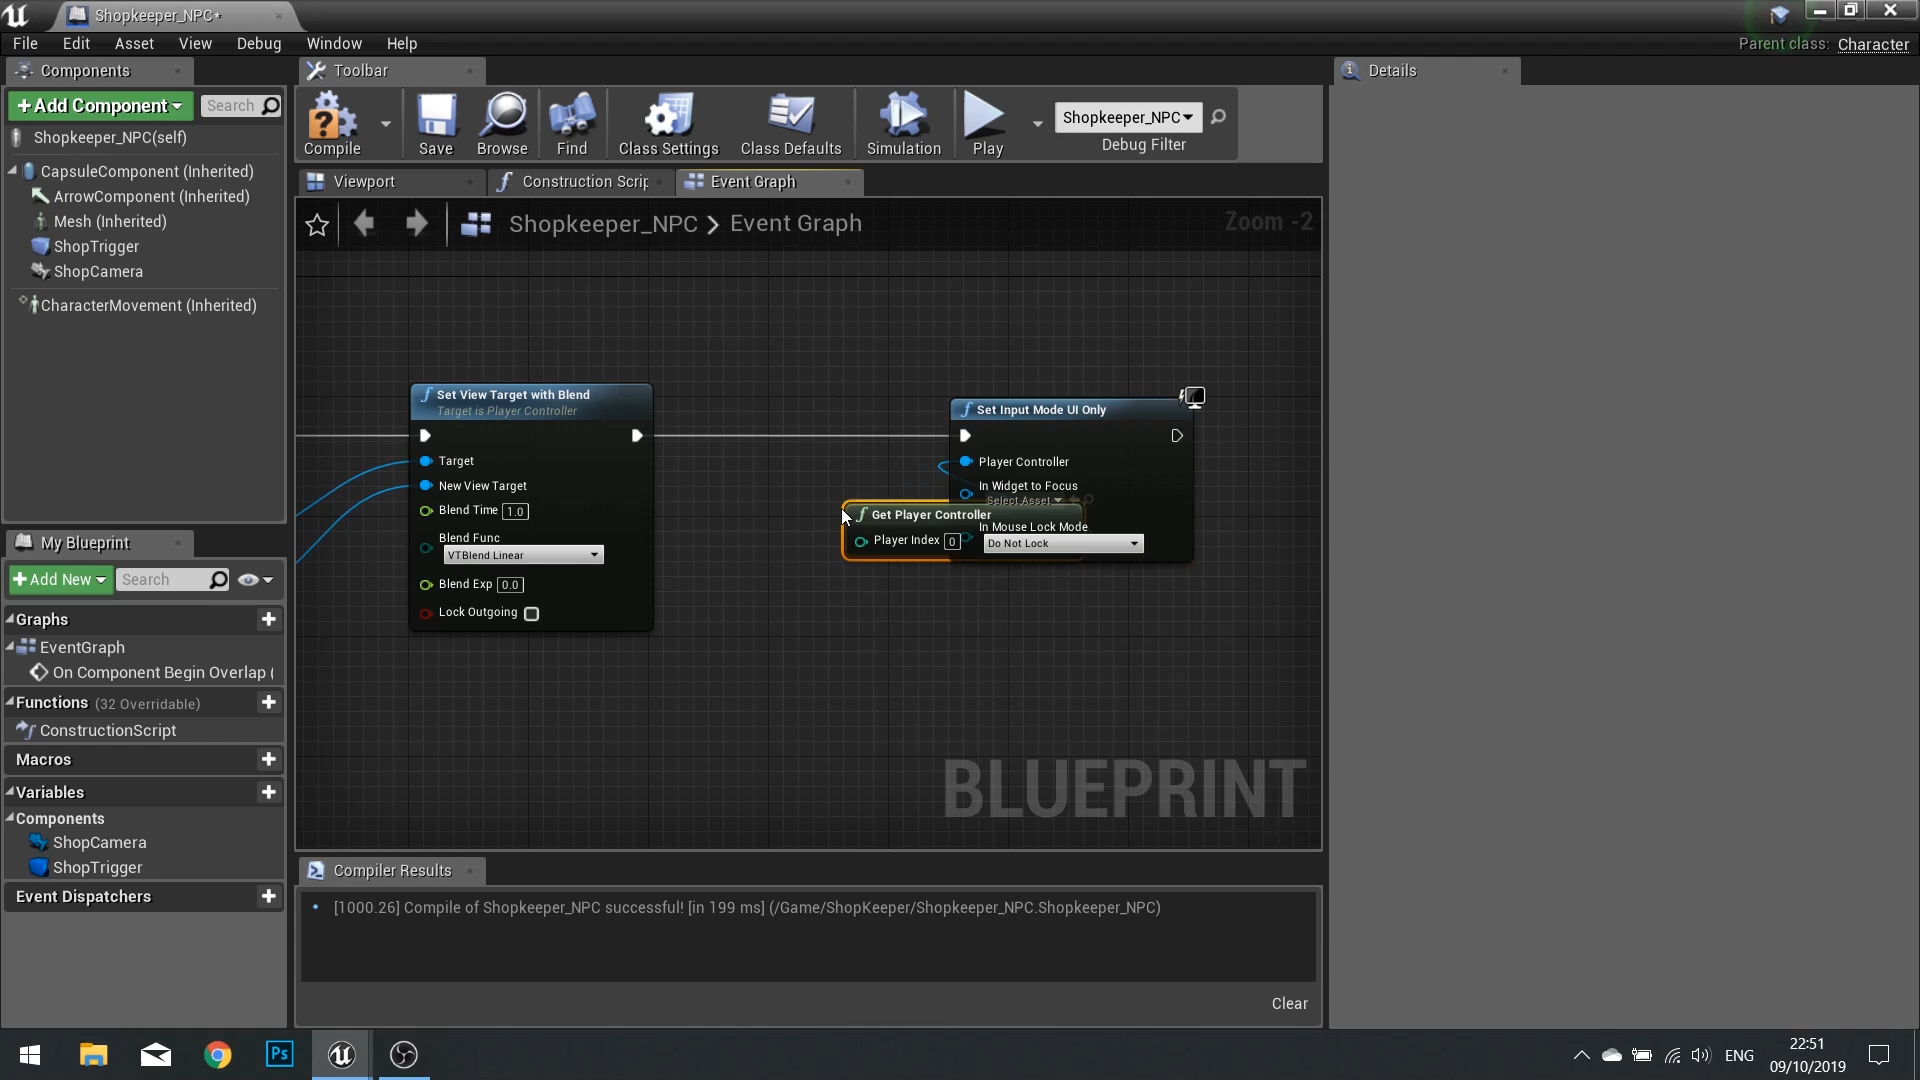 Shopkeeper_NPC*
File Edit Asset View Debug Window Help
Parent class: Character
Components
Toolbar
Details
+Add Component
Search
Shopkeeper_NPC(self)
CapsuleComponent (Inherited)
ArrowComponent (Inherited)
Mesh (Inherited)
ShopTrigger
ShopCamera
CharacterMovement (Inherited)
Compile
Save
Browse
Find
Class Settings
Class Defaults
Simulation
Play
Shopkeeper_NPC
Debug Filter
Viewport
Construction Scrip
Event Graph
Shopkeeper_NPC > Event Graph
Zoom -2
Set View Target with Blend
Target is Player Controller
Target
New View Target
Blend Time 1.0
Blend Func
VTBlend Linear
Blend Exp 0.0
Lock Outgoing
Set Input Mode UI Only
Player Controller
In Widget to Focus
Select Asset
Get Player Controller
In Mouse Lock Mode
Player Index 0
Do Not Lock
BLUEPRINT
My Blueprint
+Add New
Search
Graphs
EventGraph
On Component Begin Overlap (
Functions (32 Overridable)
ConstructionScript
Macros
Variables
Components
ShopCamera
ShopTrigger
Event Dispatchers
Compiler Results
[1000.26] Compile of Shopkeeper_NPC successful! [in 199 ms] (/Game/ShopKeeper/Shopkeeper_NPC.Shopkeeper_NPC)
Clear
Ps
ENG
22:51
09/10/2019